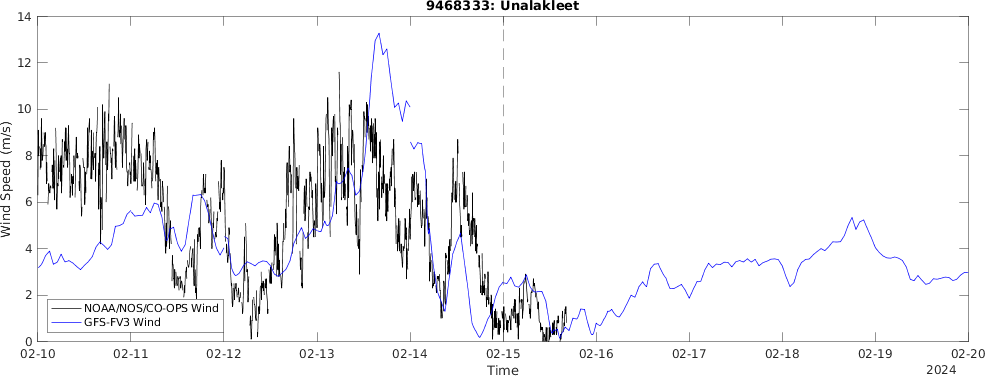 9468333: Unalakleet
Wind Speed (m/s)
14
12
10
8
6
4
2
0
NOAA/NOS/CO-OPS Wind
GFS-FV3 Wind
02-10 02-11 02-12 02-13 02-14 02-15 02-16 02-17 02-18 02-19 02-20
Time
2024